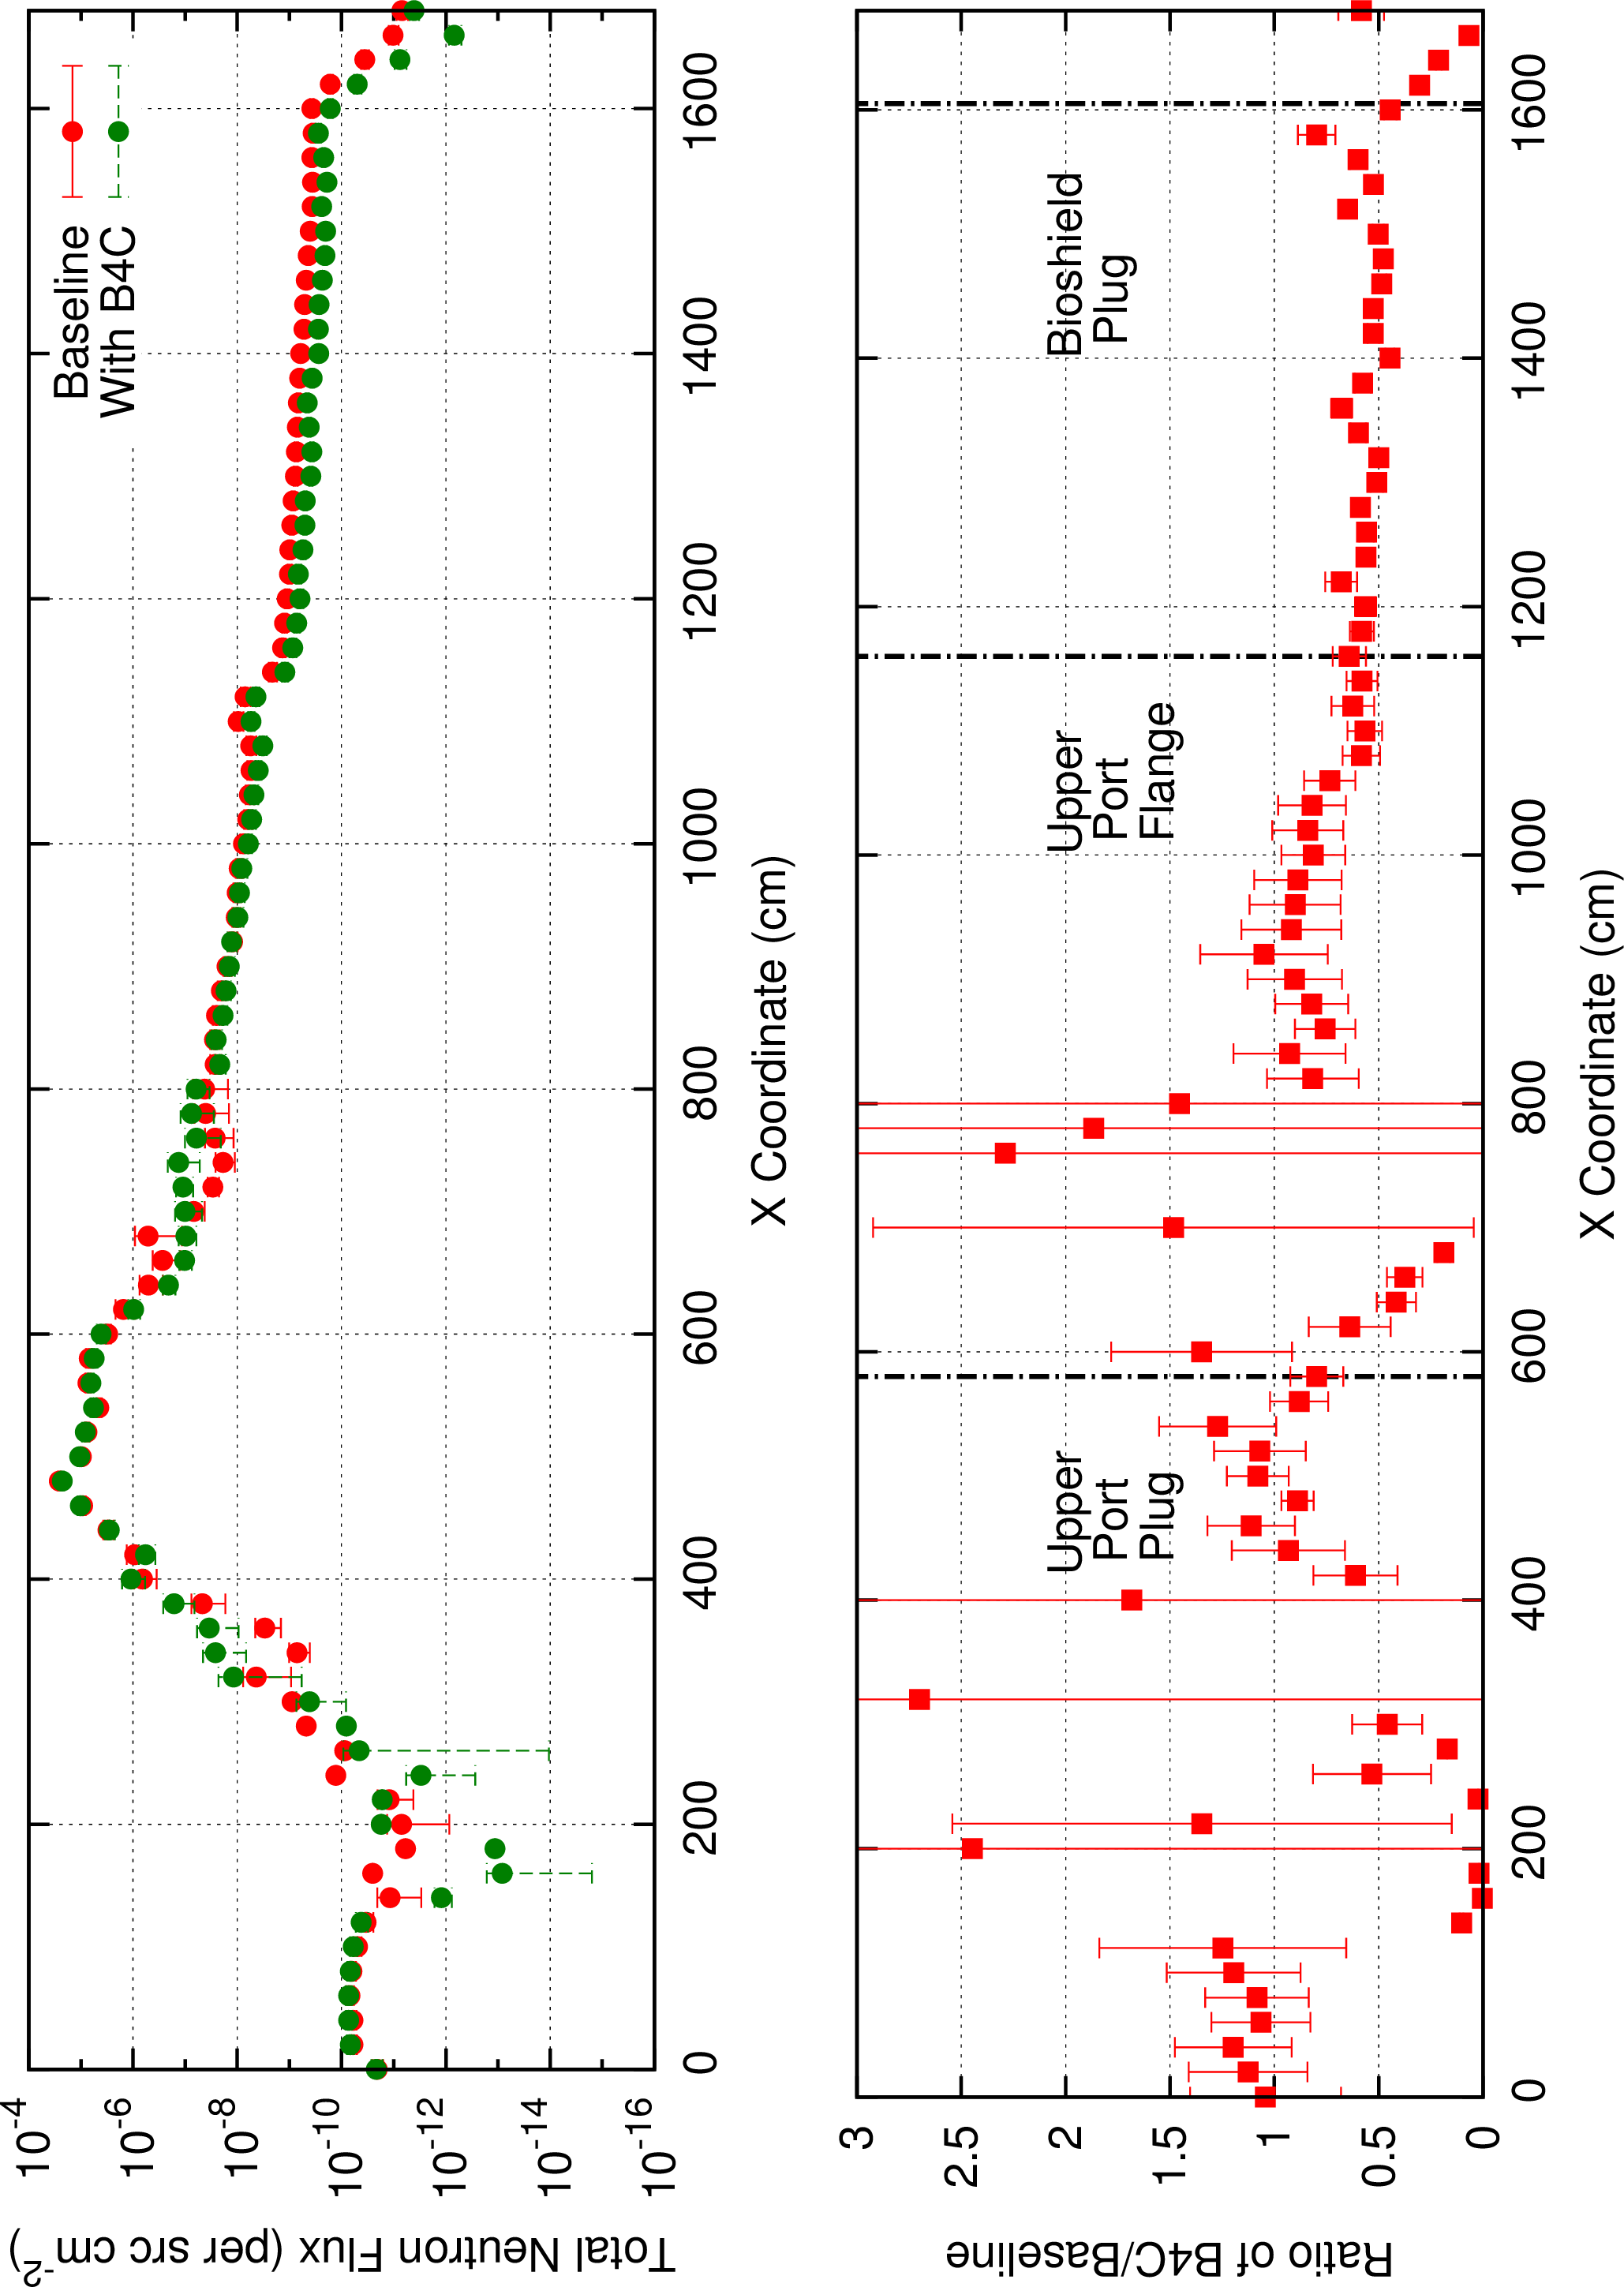 Total Neutron Flux (per src cm⁻²)
10⁻⁴
10⁻⁶
10⁻⁸
10⁻¹⁰
10⁻¹²
10⁻¹⁴
10⁻¹⁶
Baseline
With B4C
0 200 400 600 800 1000 1200 1400 1600
X Coordinate (cm)
Ratio of B4C/Baseline
3
2.5
2
1.5
1
0.5
0
Upper
Port
Plug
Upper
Port
Flange
Bioshield
Plug
0 200 400 600 800 1000 1200 1400 1600
X Coordinate (cm)